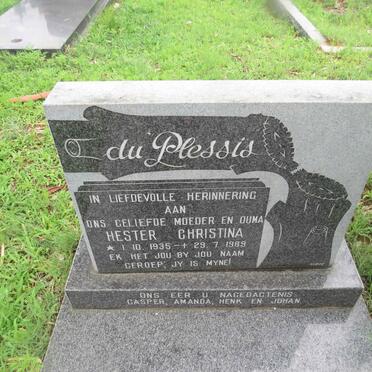 du Plessis
IN LIEFDEVOLLE HERINNERING
AAN
ONS GELIEFDE MOEDER EN OUMA
HESTER CHRISTINA
* 1.10.1935 - † 29.7.1989
EK HET JOU BY JOU NAAM
GEROEP, JY IS MYNE!
ONS EER U NAGEDAGTENIS
CASPER, AMANDA, HENK EN JOHAN